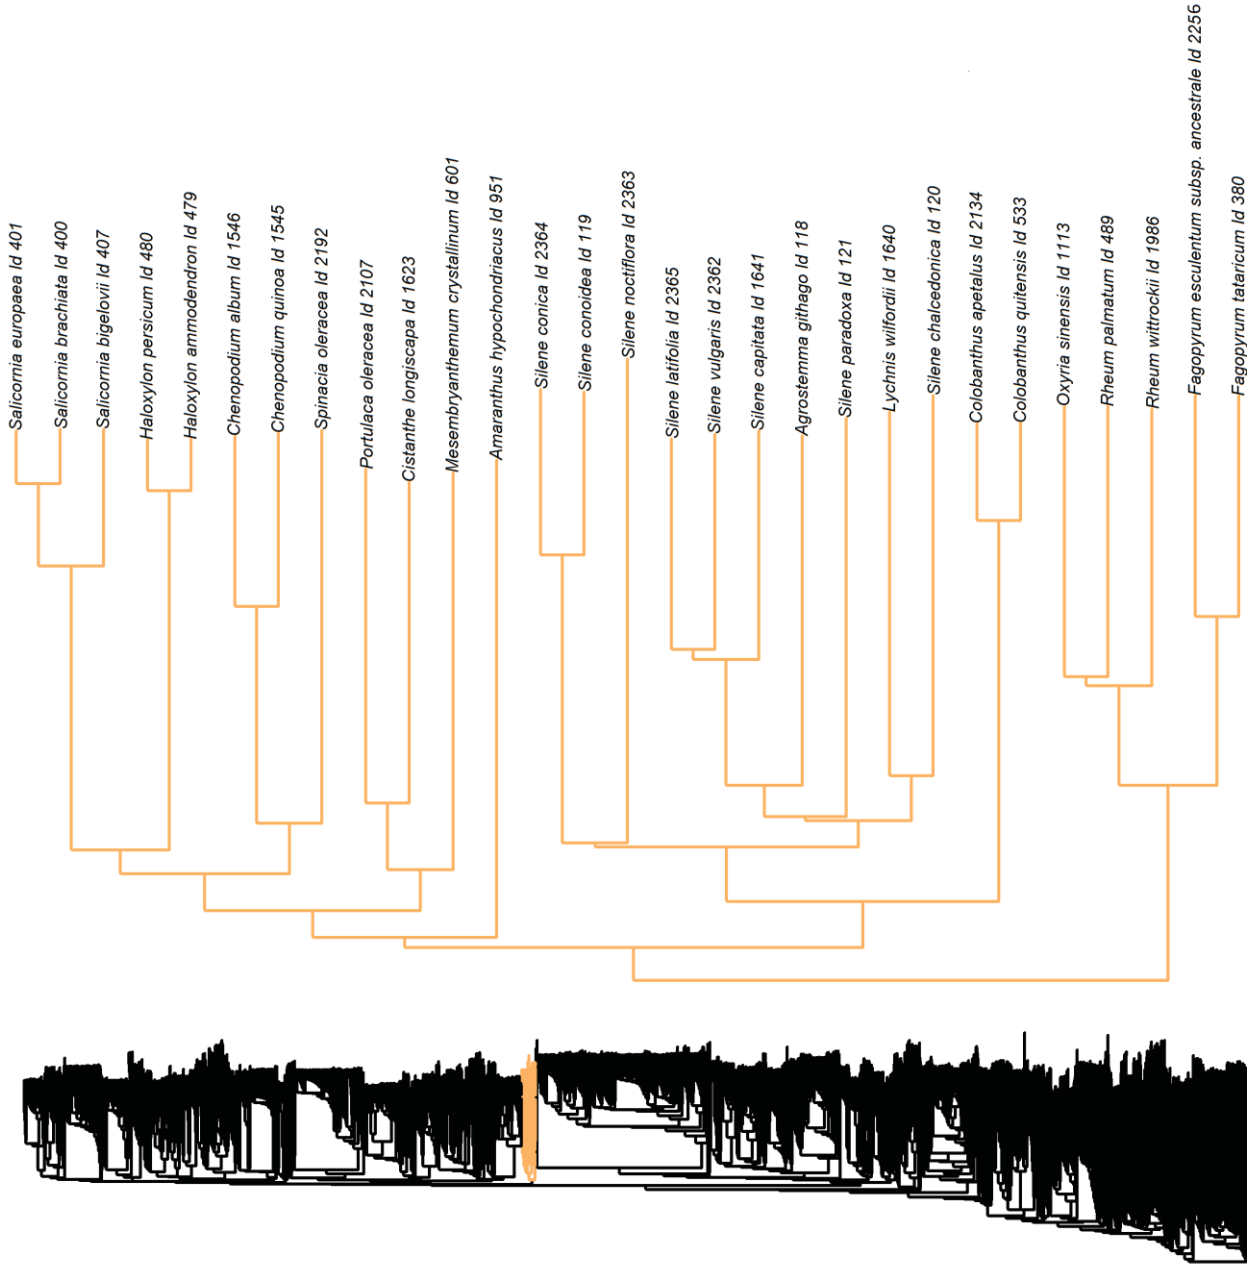 Salicornia europaea Id 401
Salicornia brachiata Id 400
Salicornia bigelovii Id 407
Haloxylon persicum Id 480
Haloxylon ammodendron Id 479
Chenopodium album Id 1546
Chenopodium quinoa Id 1545
Spinacia oleracea Id 2192
Portulaca oleracea Id 2107
Cistanthe longiscapa Id 1623
Mesembryanthemum crystallinum Id 601
Amaranthus hypochondriacus Id 951
Silene conica Id 2364
Silene conoidea Id 119
Silene noctiflora Id 2363
Silene latifolia Id 2365
Silene vulgaris Id 2362
Silene capitata Id 1641
Agrostemma githago Id 118
Silene paradoxa Id 121
Lychnis wilfordii Id 1640
Silene chalcedonica Id 120
Colobanthus apetalus Id 2134
Colobanthus quitensis Id 533
Oxyria sinensis Id 1113
Rheum palmatum Id 489
Rheum wittrockii Id 1986
Fagopyrum esculentum subsp. ancestrale Id 2256
Fagopyrum tataricum Id 380